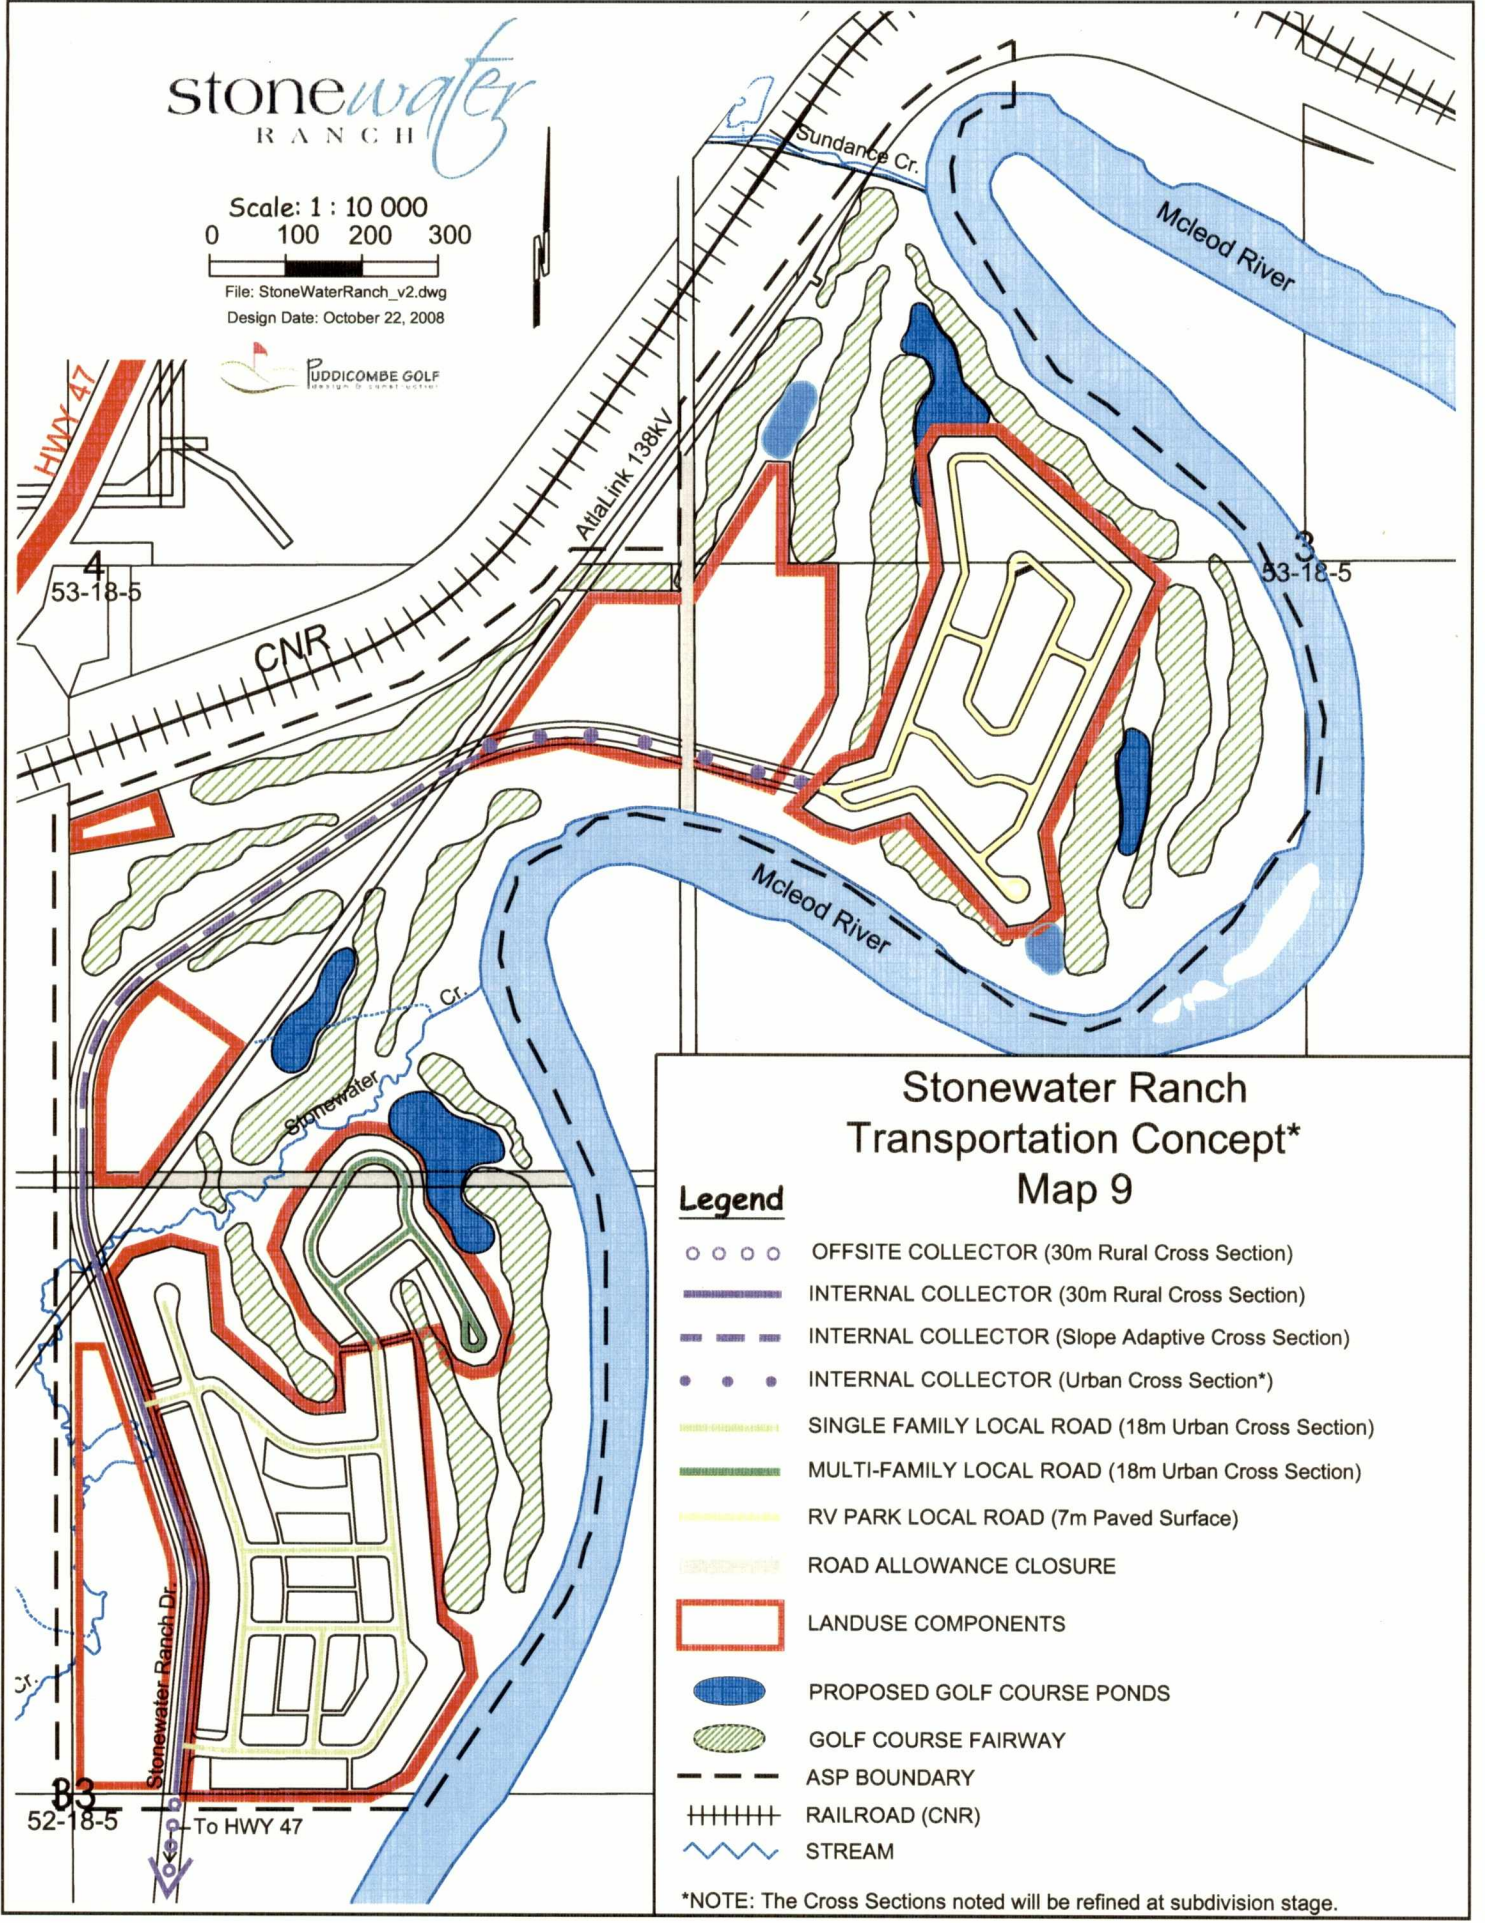 stonewater
RANCH
Scale: 1 : 10 000
0 100 200 300
File: StoneWaterRanch_v2.dwg
Design Date: October 22, 2008
PUDDICOMBE GOLF
design & construction
N
HWY 47
Sundance Cr.
Mcleod River
AtlaLink 138kV
4
53-18-5
3
53-18-5
CNR
Mcleod River
Cr.
Stonewater
Stonewater Ranch Dr.
Cr.
33
52-18-5
To HWY 47
Stonewater Ranch
Transportation Concept*
Map 9
Legend
OFFSITE COLLECTOR (30m Rural Cross Section)
INTERNAL COLLECTOR (30m Rural Cross Section)
INTERNAL COLLECTOR (Slope Adaptive Cross Section)
INTERNAL COLLECTOR (Urban Cross Section*)
SINGLE FAMILY LOCAL ROAD (18m Urban Cross Section)
MULTI-FAMILY LOCAL ROAD (18m Urban Cross Section)
RV PARK LOCAL ROAD (7m Paved Surface)
ROAD ALLOWANCE CLOSURE
LANDUSE COMPONENTS
PROPOSED GOLF COURSE PONDS
GOLF COURSE FAIRWAY
ASP BOUNDARY
RAILROAD (CNR)
STREAM
*NOTE: The Cross Sections noted will be refined at subdivision stage.